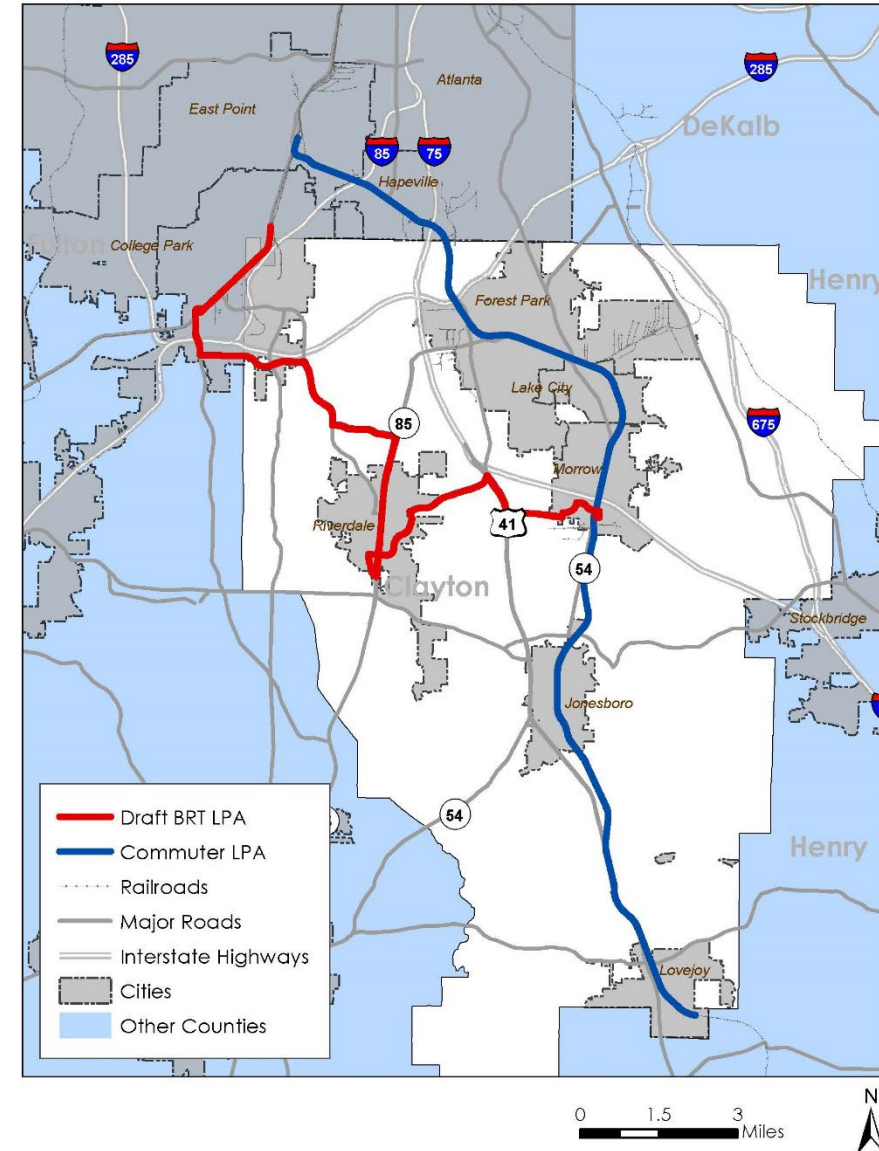 285
Atlanta
285
East Point
DeKalb
85
75
Hapeville
Fulton
College Park
Henry
Forest Park
Lake City
85
675
Morrow
Riverdale
41
54
Clayton
Stockbridge
Jonesboro
54
Henry
Lovejoy
Draft BRT LPA
Commuter LPA
Railroads
Major Roads
Interstate Highways
Cities
Other Counties
N
0 1.5 3
Miles